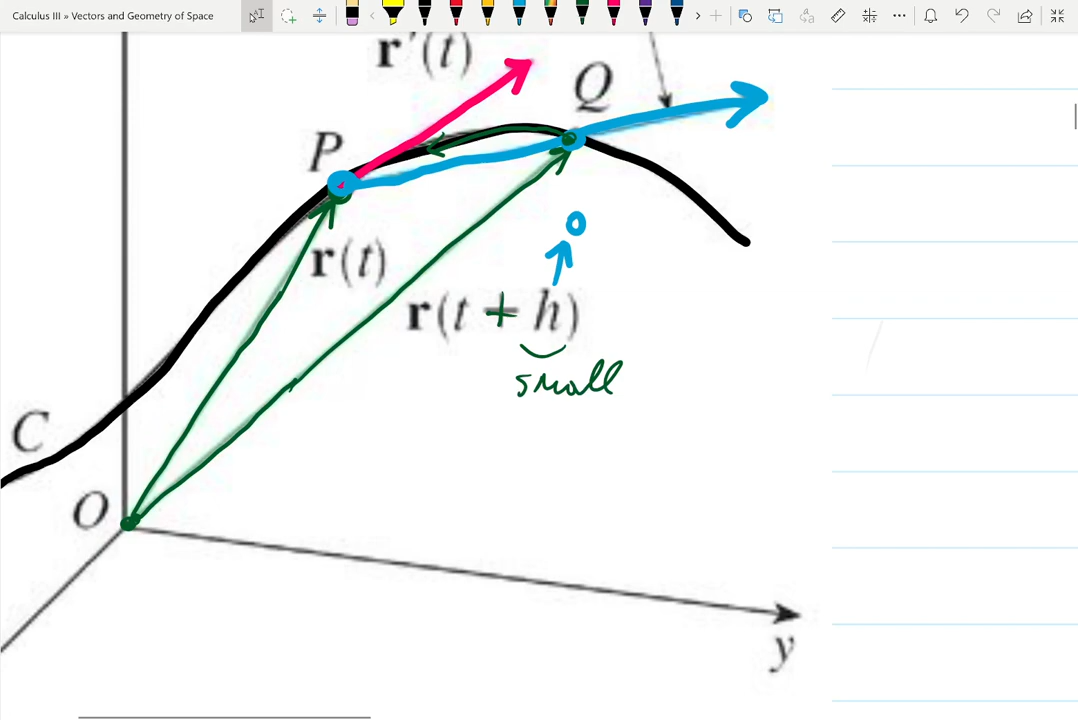 Calculus III » Vectors and Geometry of Space
r'(t)
Q
P
r(t)
0
r(t + h)
small
C
O
y